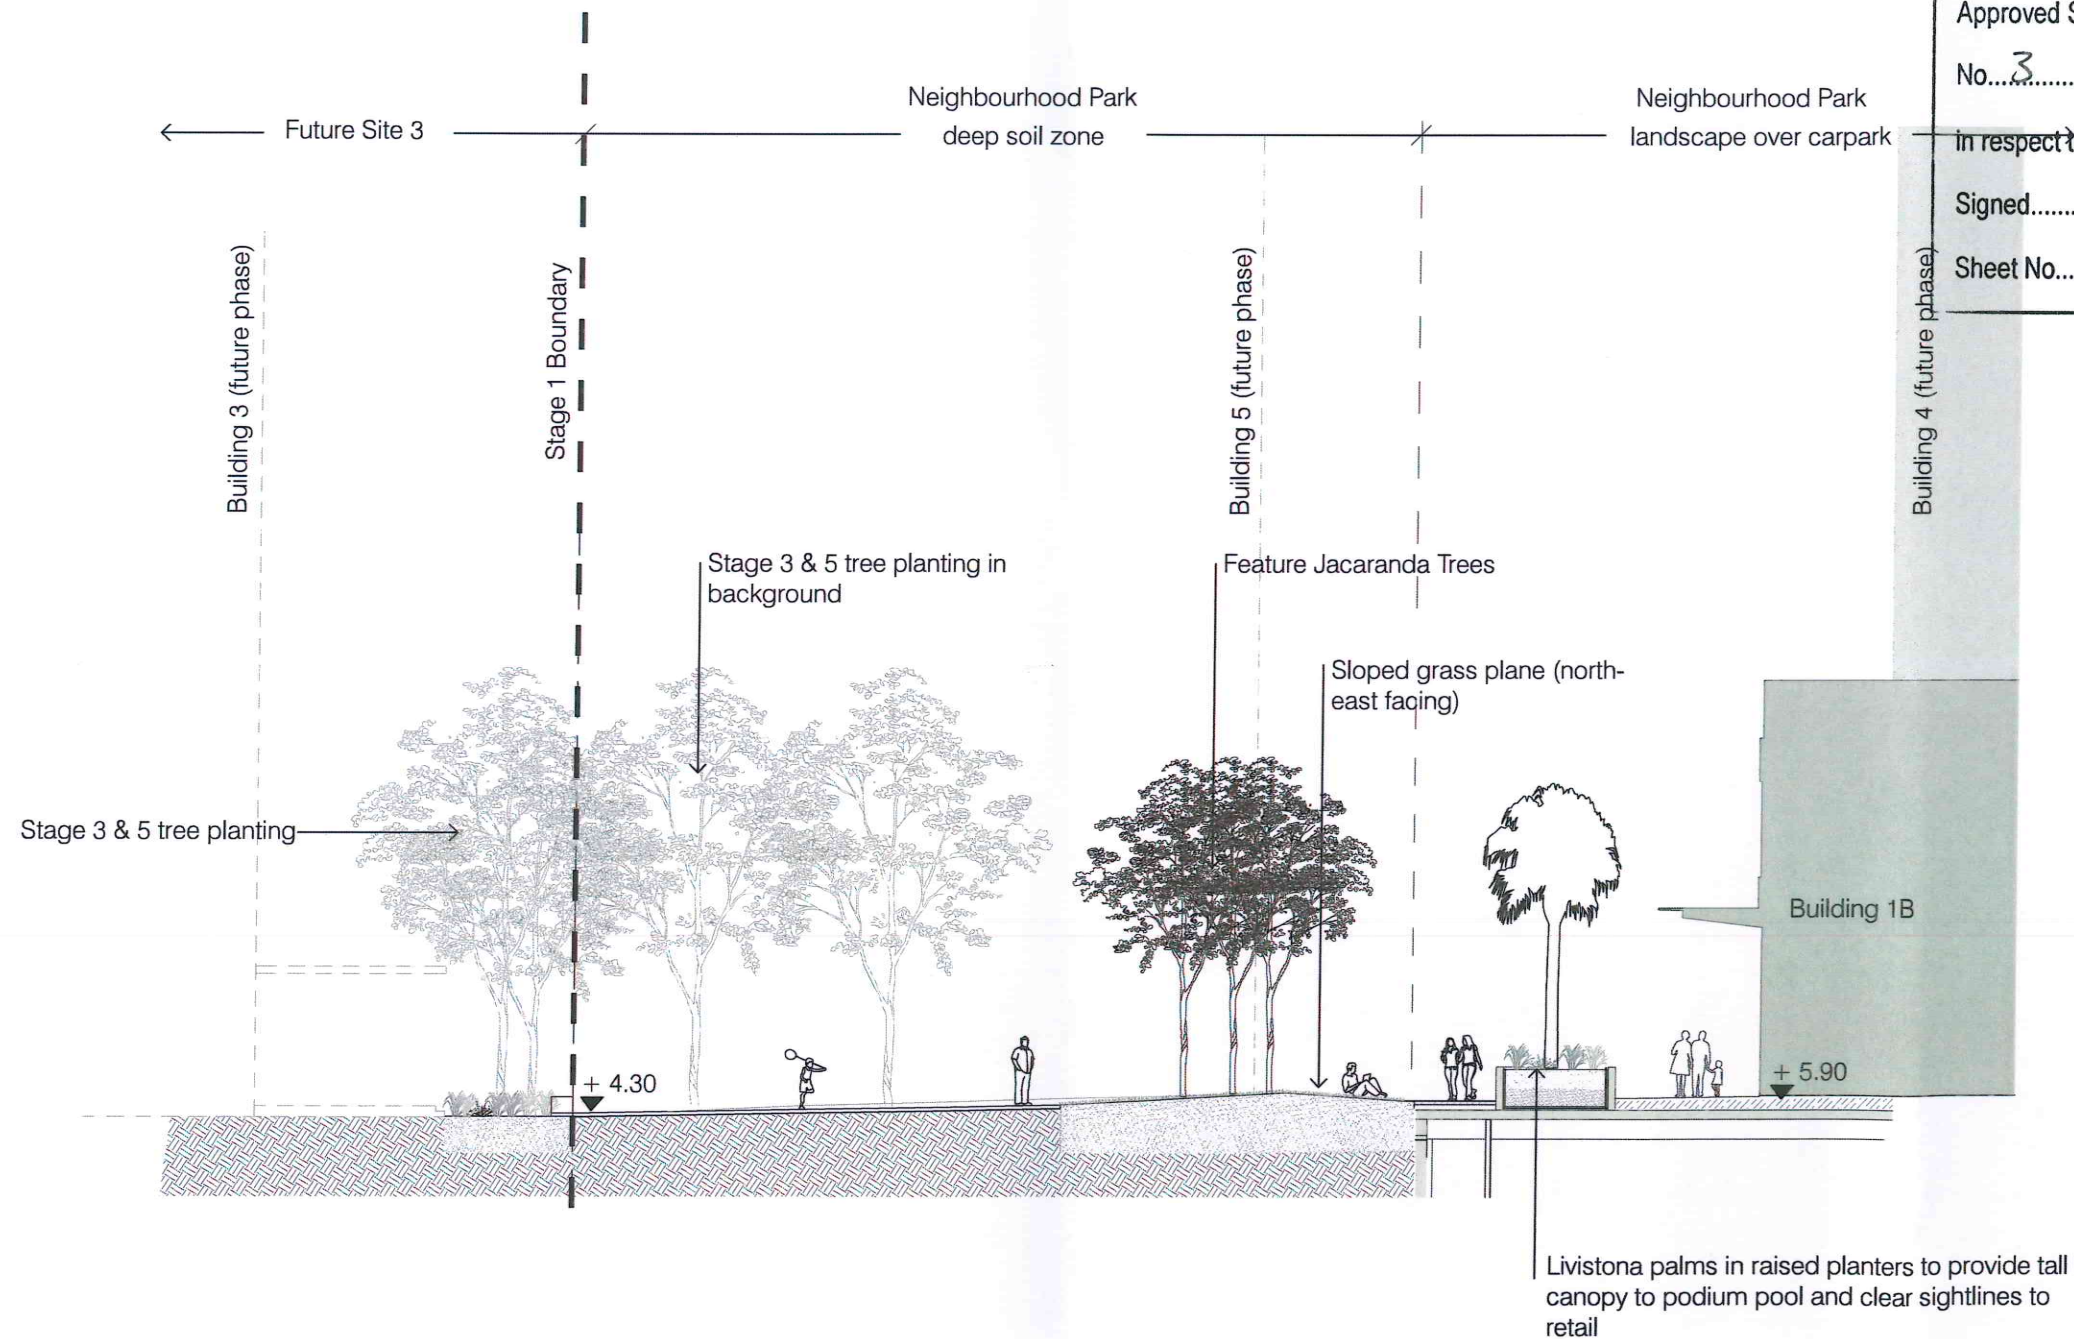 Approved
No......3......
in respect
Signed.......
Sheet No...
Future Site 3
Neighbourhood Park
deep soil zone
Neighbourhood Park
landscape over carpark
Building 3 (future phase)
Stage 1 Boundary
Building 5 (future phase)
Building 4 (future phase)
Stage 3 & 5 tree planting in
background
Feature Jacaranda Trees
Sloped grass plane (north-
east facing)
Stage 3 & 5 tree planting
Building 1B
+ 4.30
+ 5.90
Livistona palms in raised planters to provide tall
canopy to podium pool and clear sightlines to
retail